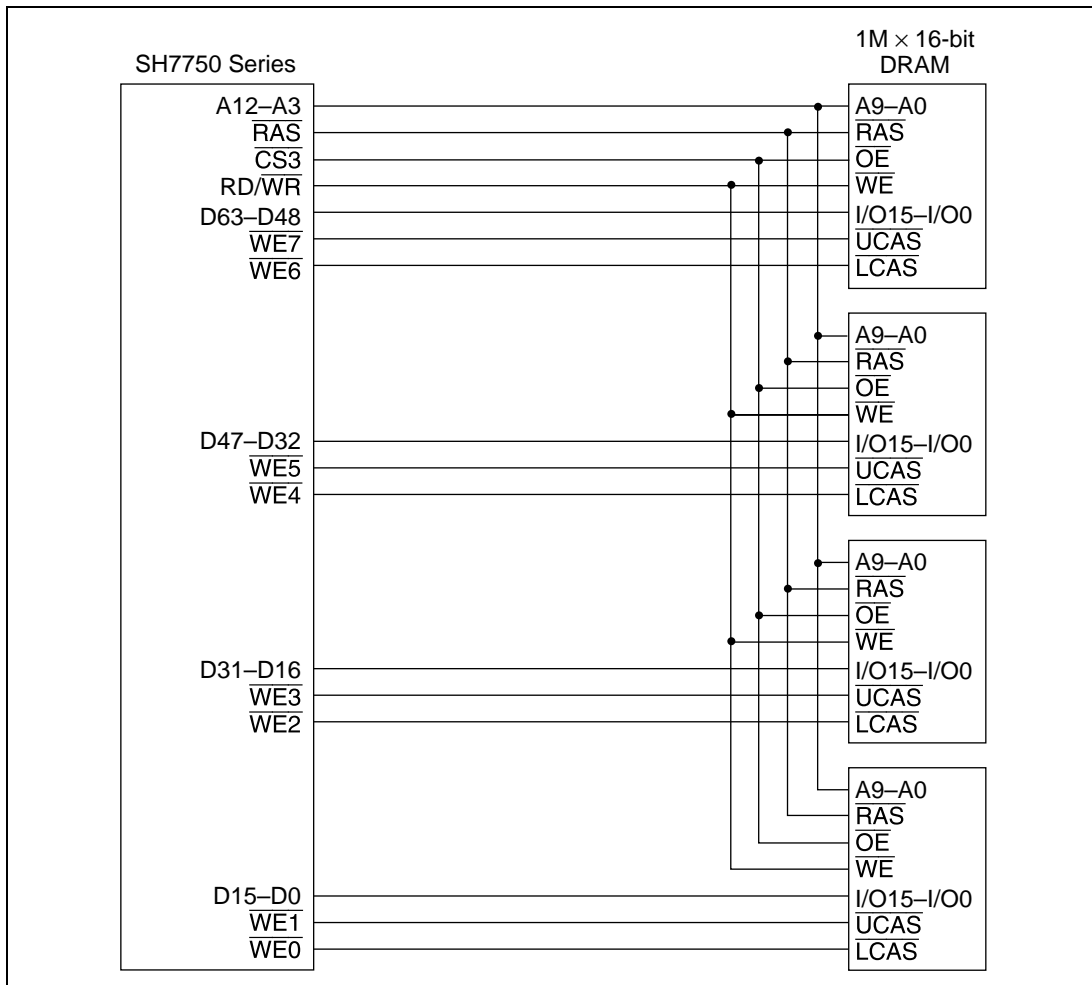 SH7750 Series
A12–A3
RAS
CS3
RD/WR
D63–D48
WE7
WE6
D47–D32
WE5
WE4
D31–D16
WE3
WE2
D15–D0
WE1
WE0
1M × 16-bit
DRAM
A9–A0
RAS
OE
WE
I/O15–I/O0
UCAS
LCAS
A9–A0
RAS
OE
WE
I/O15–I/O0
UCAS
LCAS
A9–A0
RAS
OE
WE
I/O15–I/O0
UCAS
LCAS
A9–A0
RAS
OE
WE
I/O15–I/O0
UCAS
LCAS